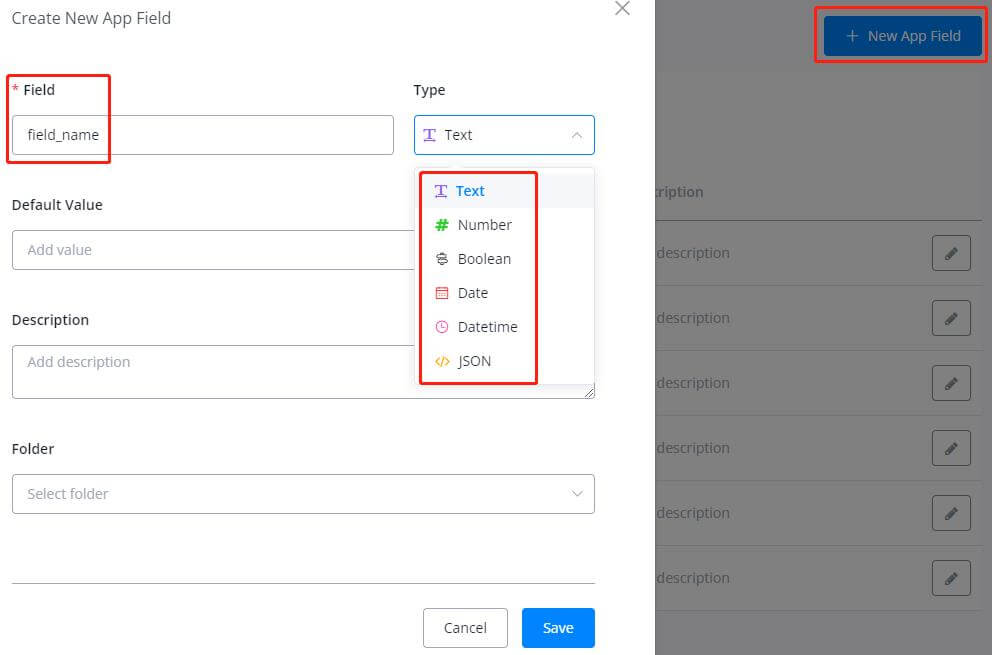 Create New App Field
+ New App Field
* Field
Type
field_name
Text
Text
Number
Boolean
Date
Datetime
JSON
Default Value
Add value
Description
Add description
Folder
Select folder
Cancel
Save
cription
description
description
description
description
description
description